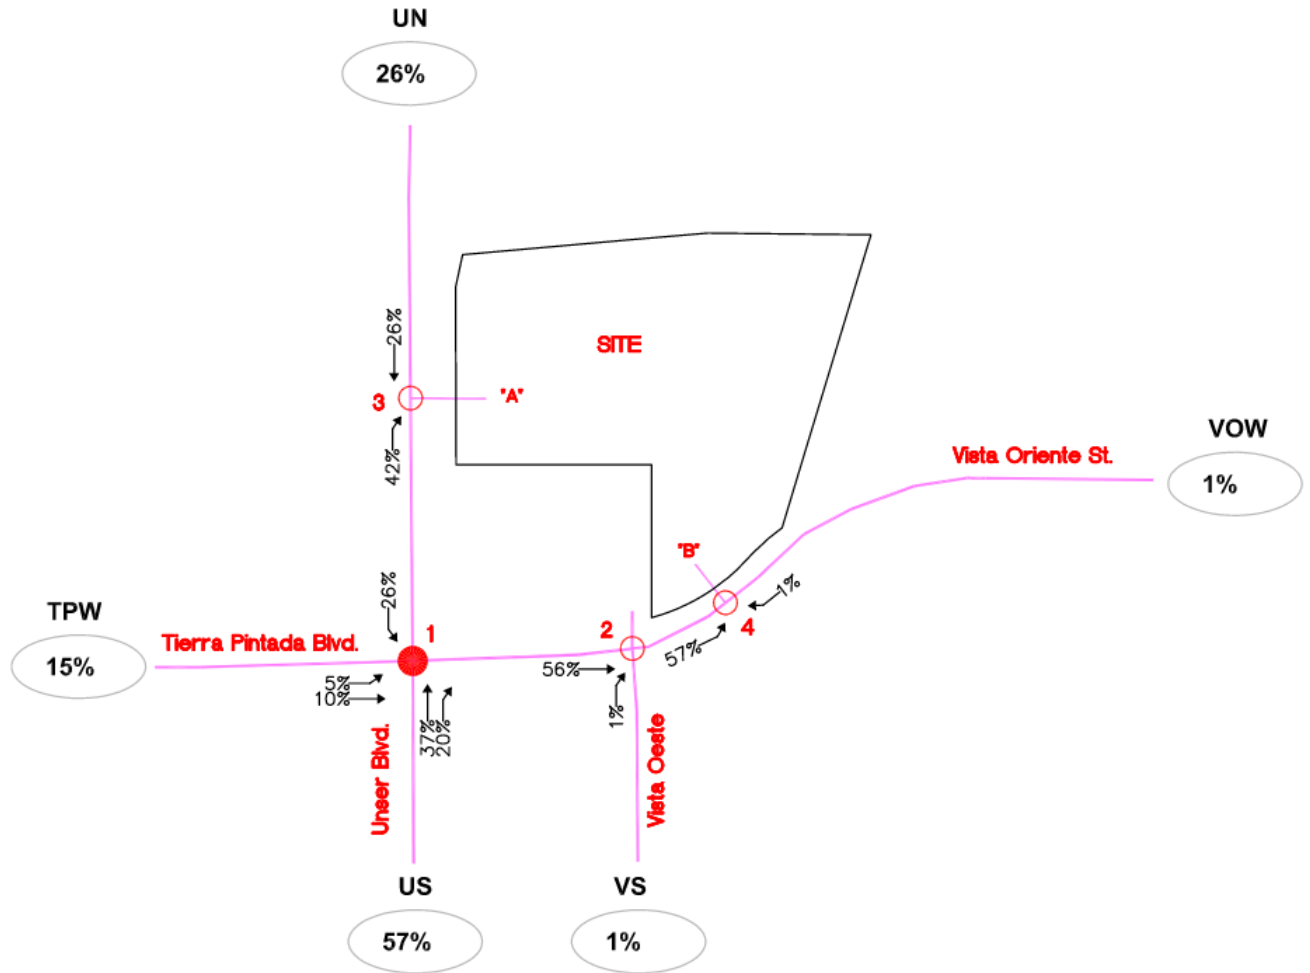 UN
26%
26%
SITE
3
"A"
42%
VOW
1%
Vista Oriente St.
"B"
1%
4
57%
26%
1
2
TPW
15%
Tierra Pintada Blvd.
5%
10%
56%
1%
37%
20%
Unser Blvd.
Vista Oeste
US
57%
VS
1%